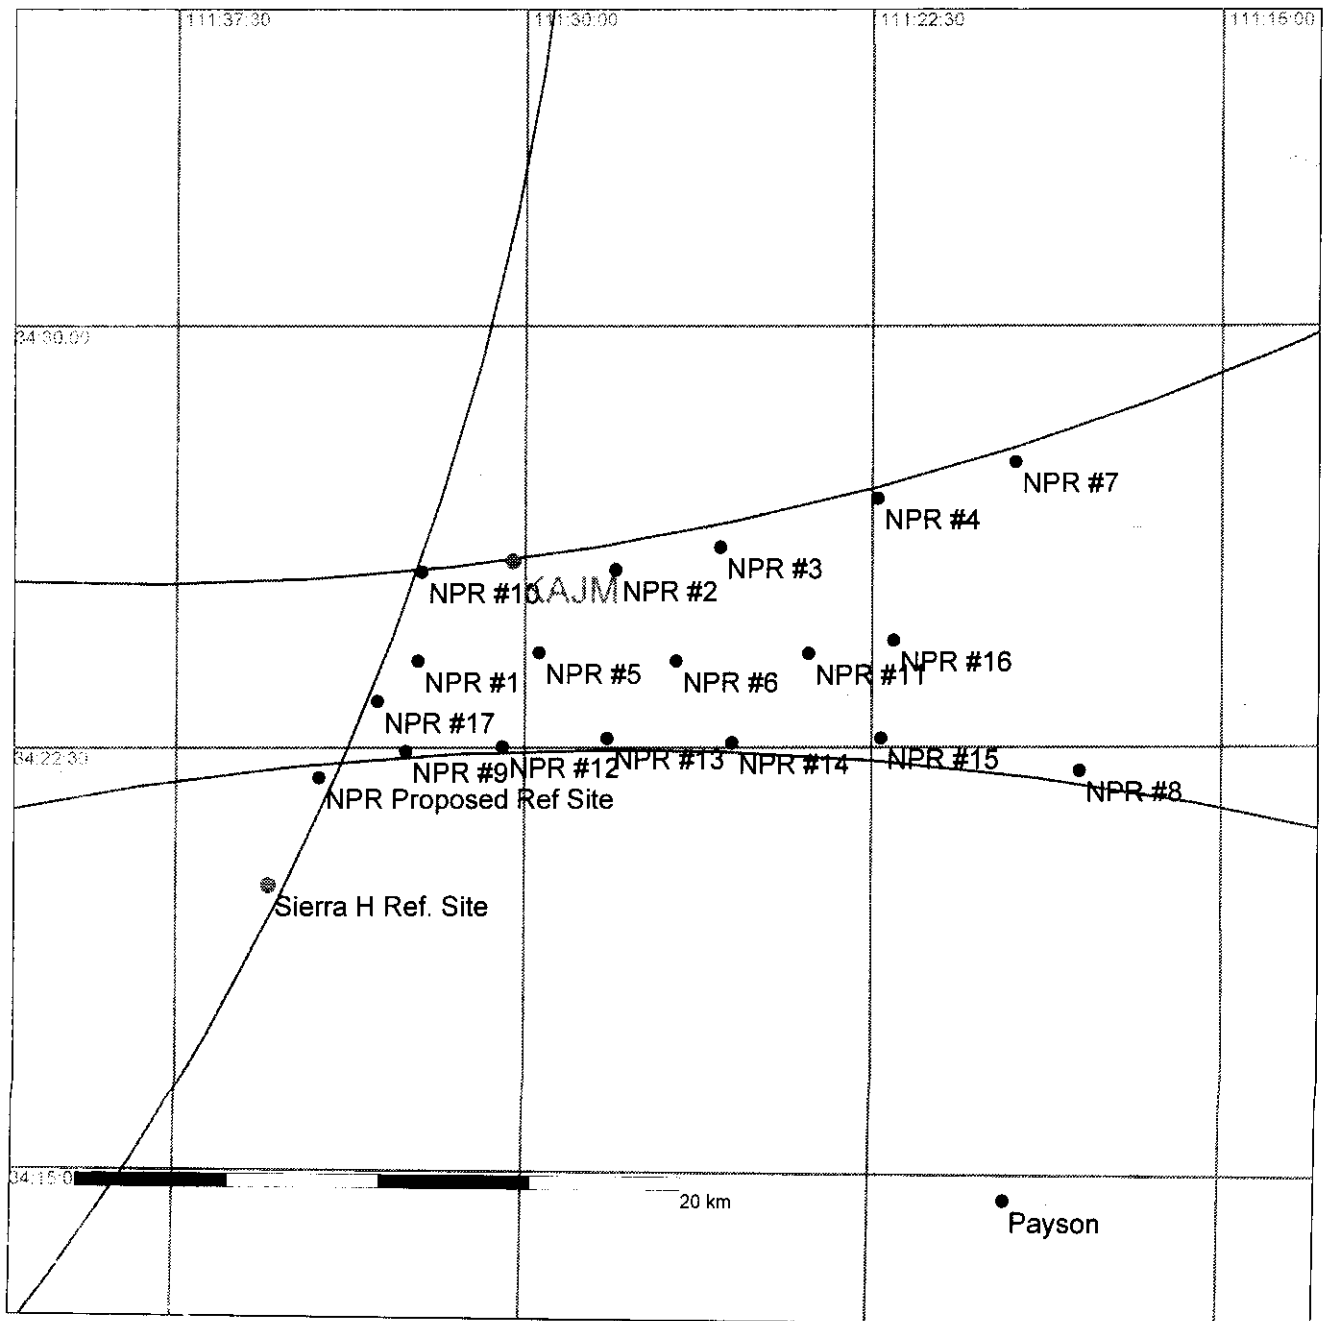 111:37:30
111:30:00
111:22:30
111:15:00
34:30:00
NPR #7
NPR #4
NPR #3
NPR #2
KAJM
NPR #10
NPR #16
NPR #11
NPR #5
NPR #6
NPR #1
NPR #17
34:22:30
NPR #15
NPR #13
NPR #14
NPR #12
NPR #9
NPR #8
NPR Proposed Ref Site
Sierra H Ref. Site
34:15:0
20 km
Payson